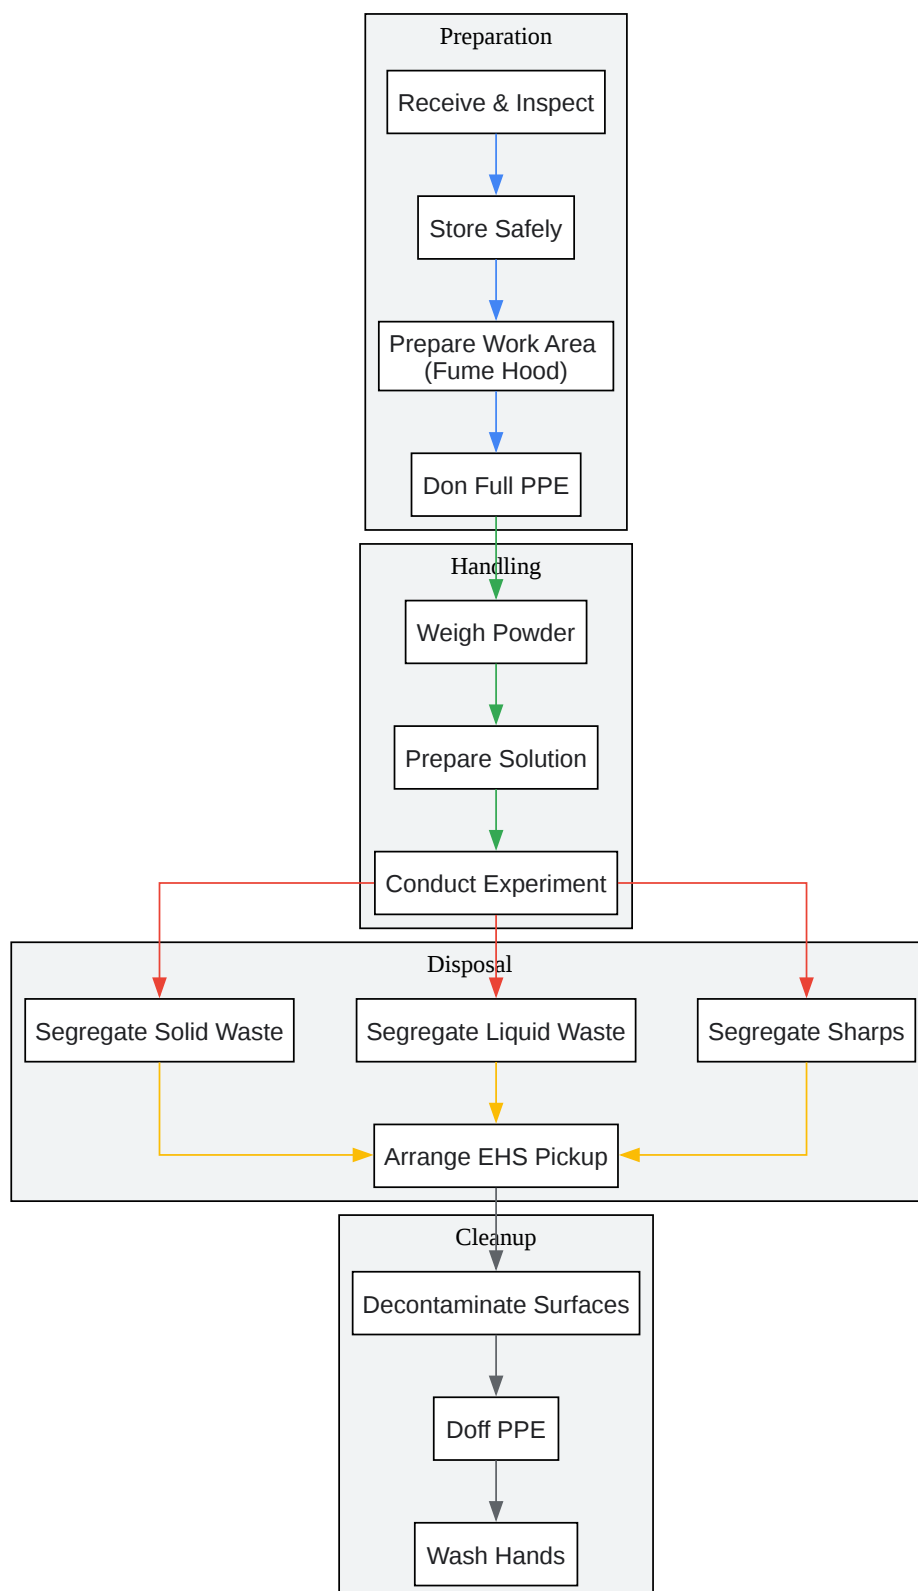 Preparation
Receive & Inspect
Store Safely
Prepare Work Area
(Fume Hood)
Don Full PPE
Handling
Weigh Powder
Prepare Solution
Conduct Experiment
Disposal
Segregate Solid Waste
Segregate Liquid Waste
Segregate Sharps
Arrange EHS Pickup
Cleanup
Decontaminate Surfaces
Doff PPE
Wash Hands